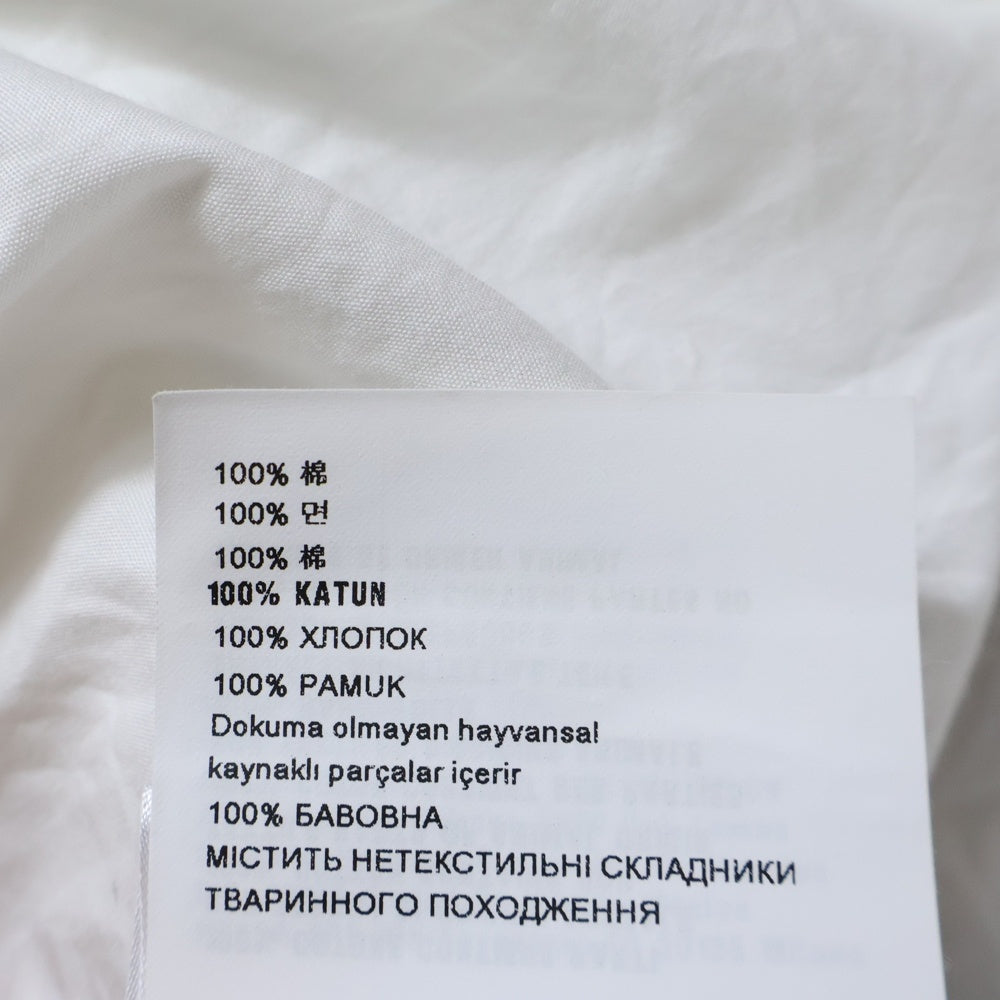 100% 棉
100% 면
100% 棉
100% KATUN
100% ХЛОПОК
100% PAMUK
Dokuma olmayan hayvansal
kaynaklı parçalar içerir
100% БАВОВНА
МІСТИТЬ НЕТЕКСТИЛЬНІ СКЛАДНИКИ
ТВАРИННОГО ПОХОДЖЕННЯ